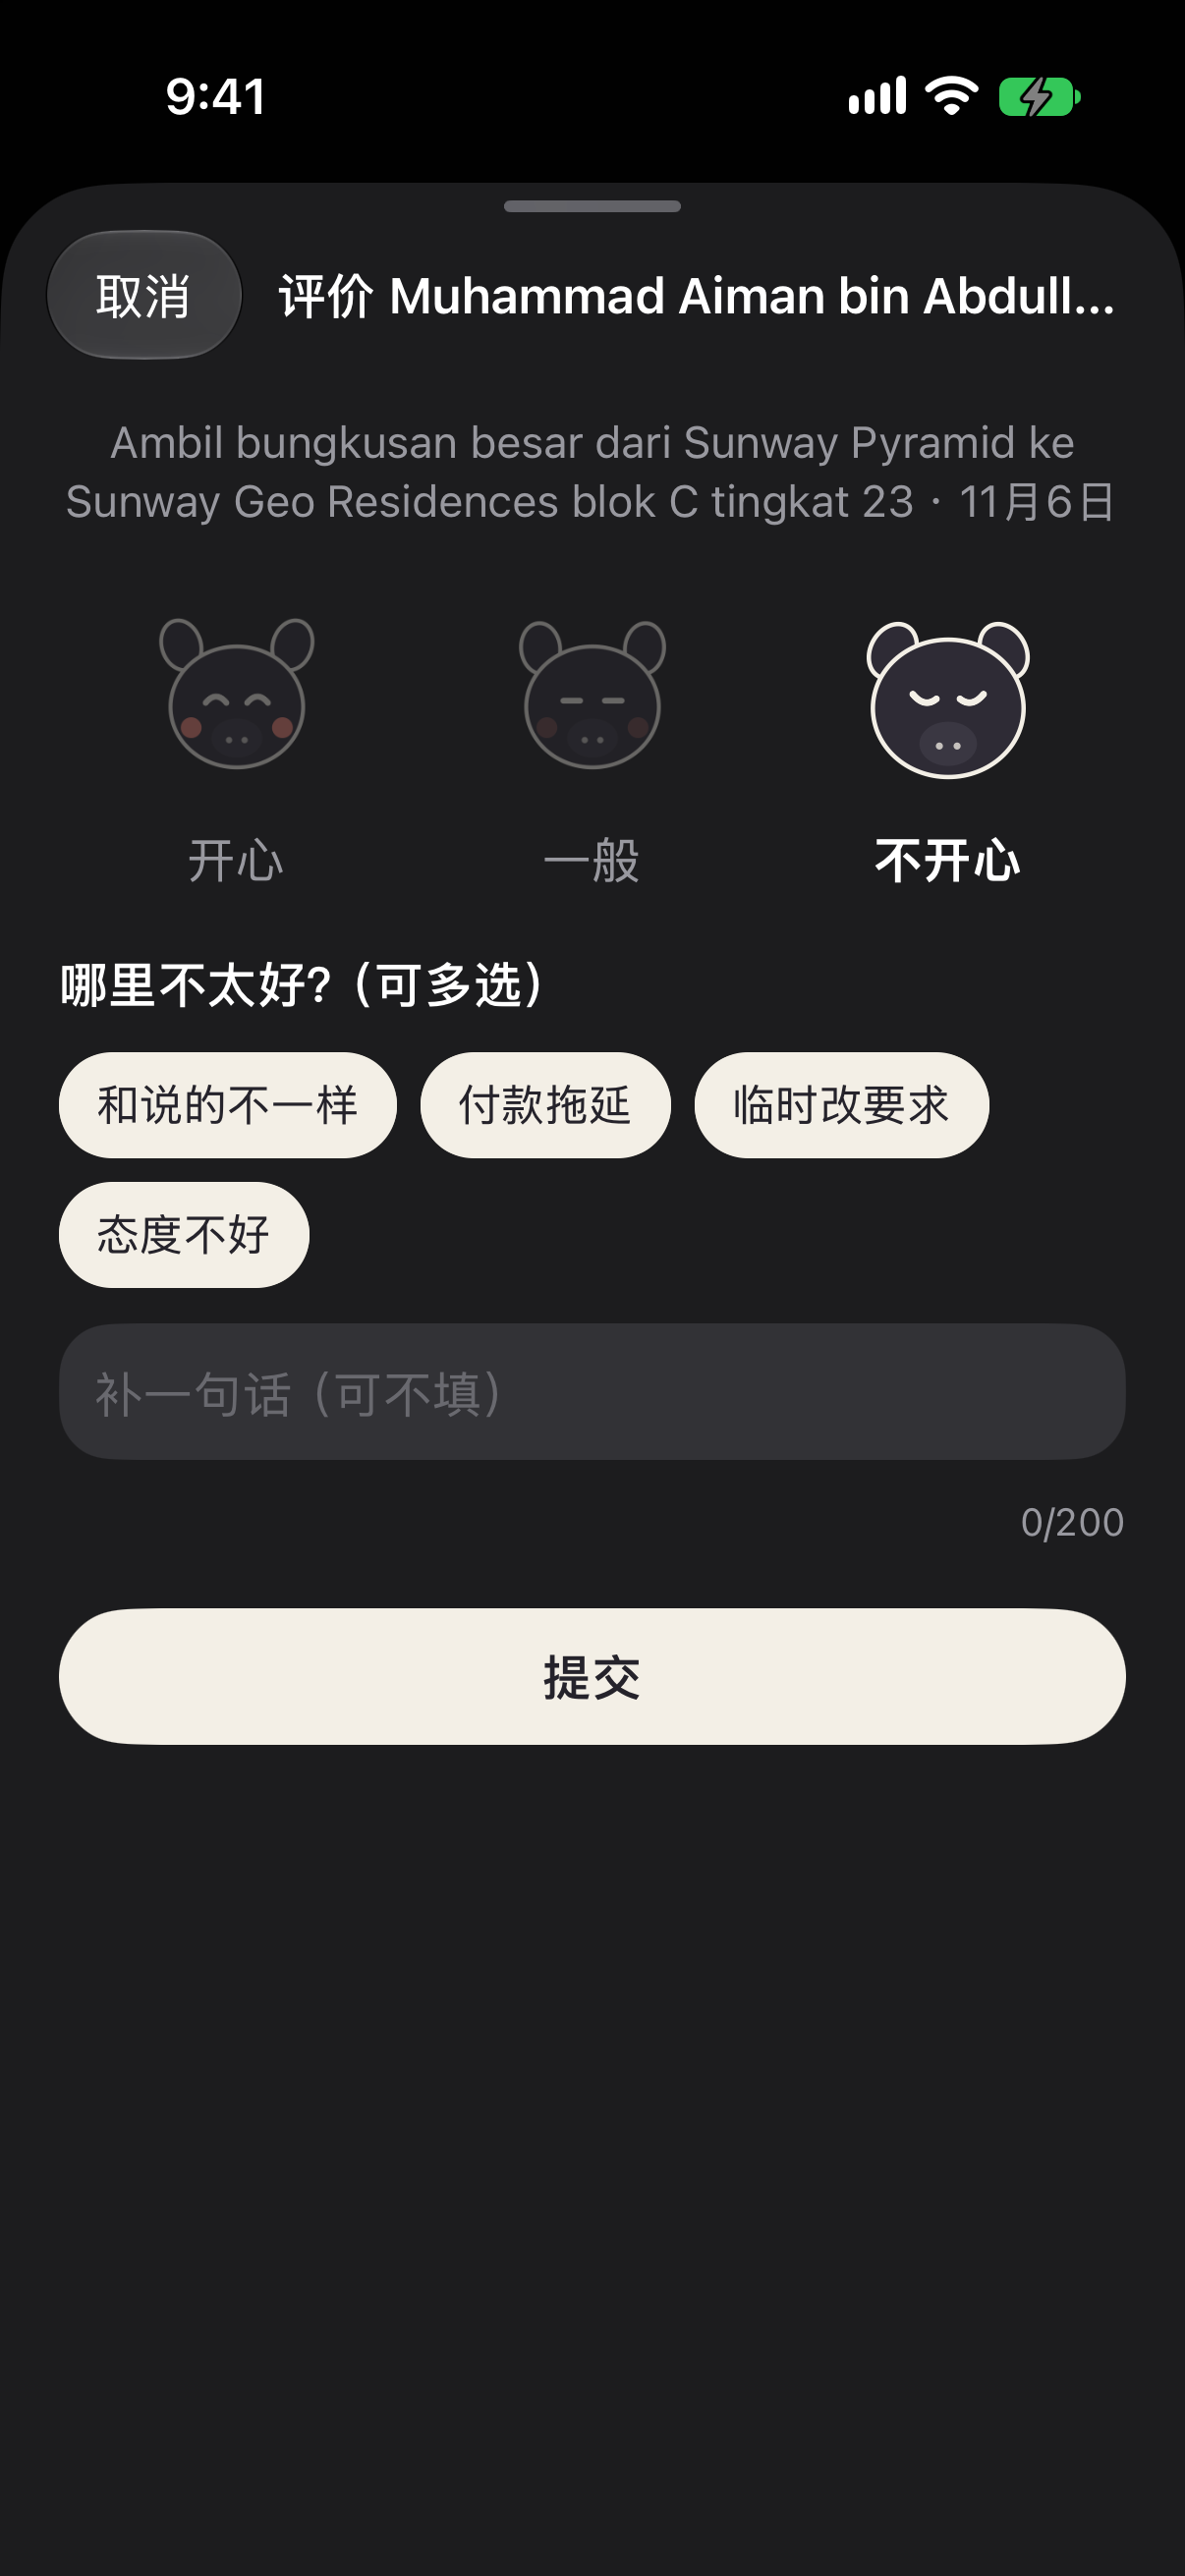 9:41
取消
评价 Muhammad Aiman bin Abdull...
Ambil bungkusan besar dari Sunway Pyramid ke
Sunway Geo Residences blok C tingkat 23 · 11月6日
开心
一般
不开心
哪里不太好?（可多选）
和说的不一样
付款拖延
临时改要求
态度不好
补一句话（可不填）
0/200
提交